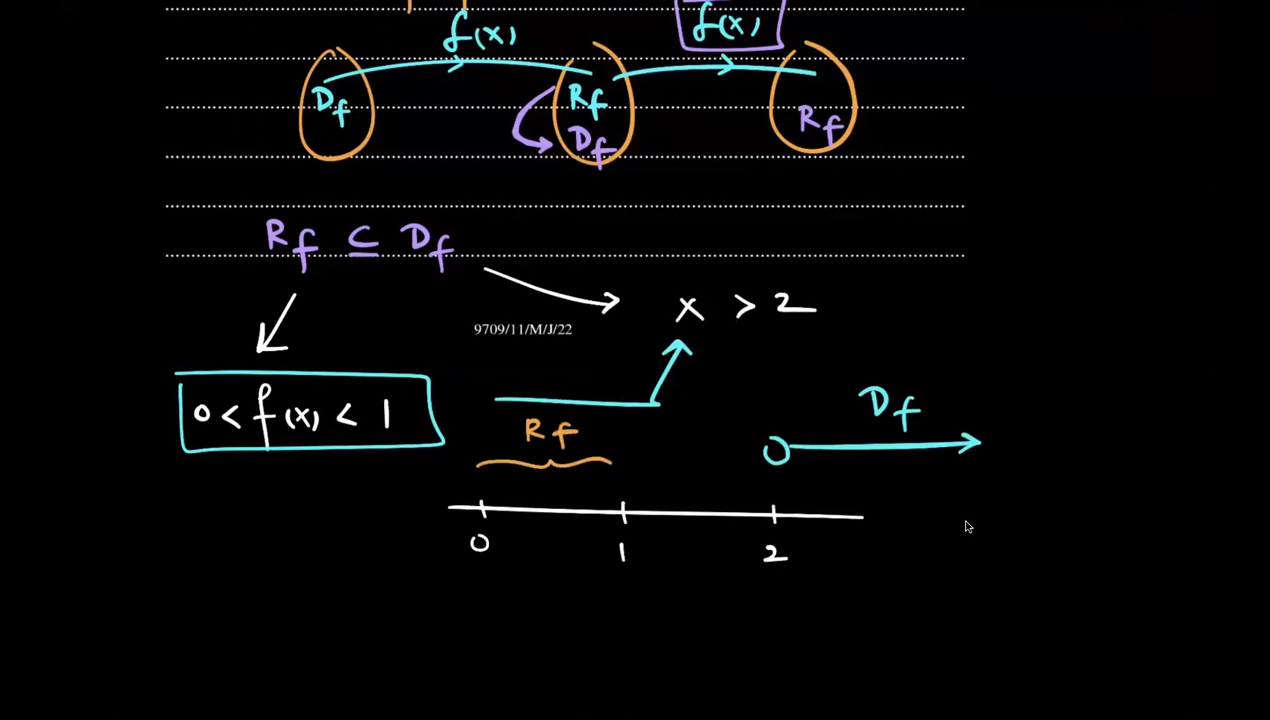 f(x) f(x)
Df Rf Rf
Df
Rf ⊆ Df
x > 2
9709/11/M/J/22
0 < f(x) < 1
Df
Rf
0 1 2